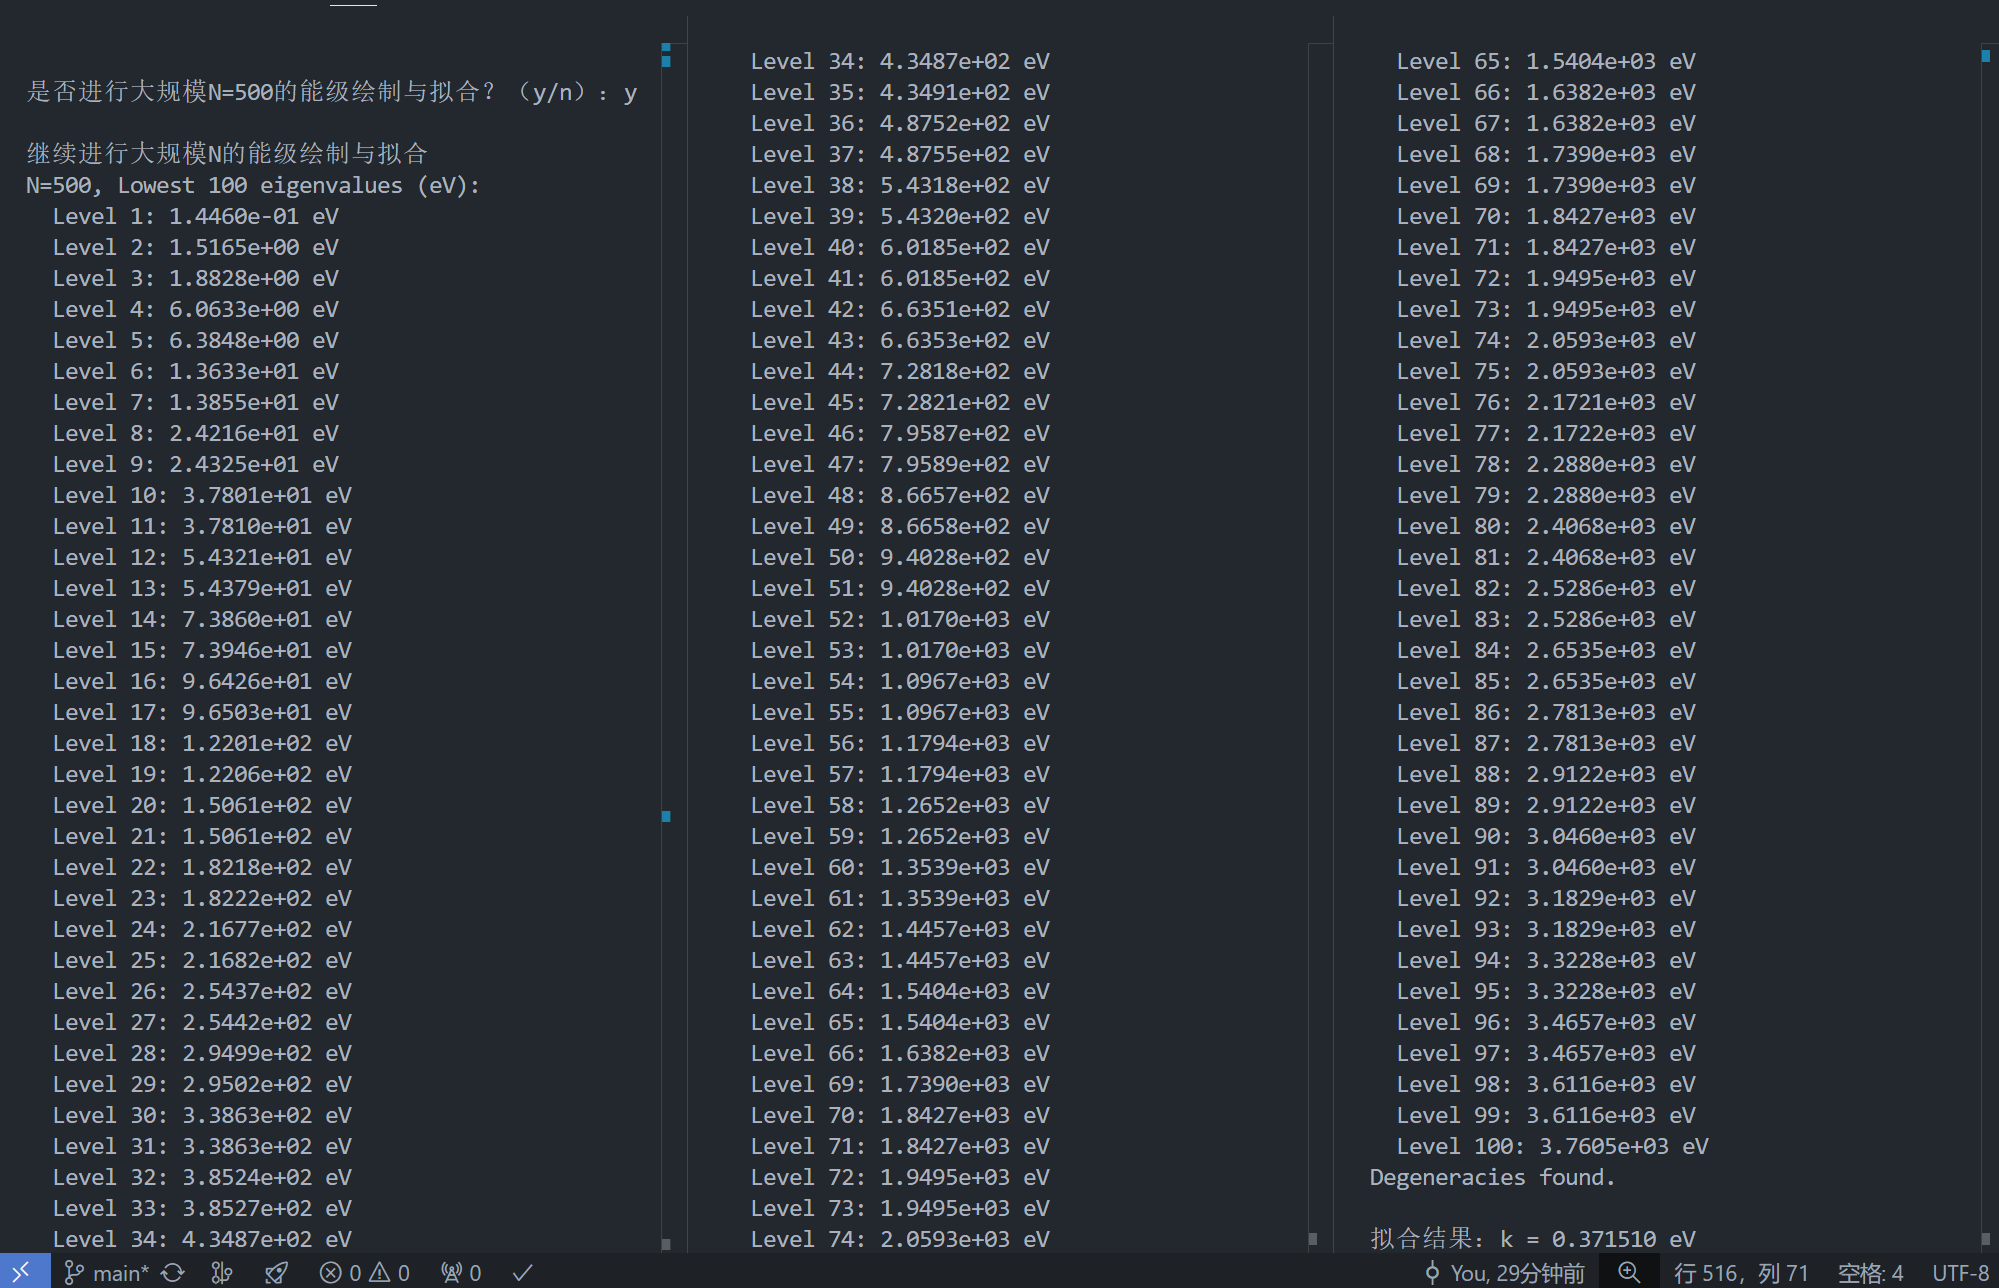 是否进行大规模N=500的能级绘制与拟合？（y/n）：y
继续进行大规模N的能级绘制与拟合
N=500, Lowest 100 eigenvalues (eV):
Level 1: 1.4460e-01 eV
Level 2: 1.5165e+00 eV
Level 3: 1.8828e+00 eV
Level 4: 6.0633e+00 eV
Level 5: 6.3848e+00 eV
Level 6: 1.3633e+01 eV
Level 7: 1.3855e+01 eV
Level 8: 2.4216e+01 eV
Level 9: 2.4325e+01 eV
Level 10: 3.7801e+01 eV
Level 11: 3.7810e+01 eV
Level 12: 5.4321e+01 eV
Level 13: 5.4379e+01 eV
Level 14: 7.3860e+01 eV
Level 15: 7.3946e+01 eV
Level 16: 9.6426e+01 eV
Level 17: 9.6503e+01 eV
Level 18: 1.2201e+02 eV
Level 19: 1.2206e+02 eV
Level 20: 1.5061e+02 eV
Level 21: 1.5061e+02 eV
Level 22: 1.8218e+02 eV
Level 23: 1.8222e+02 eV
Level 24: 2.1677e+02 eV
Level 25: 2.1682e+02 eV
Level 26: 2.5437e+02 eV
Level 27: 2.5442e+02 eV
Level 28: 2.9499e+02 eV
Level 29: 2.9502e+02 eV
Level 30: 3.3863e+02 eV
Level 31: 3.3863e+02 eV
Level 32: 3.8524e+02 eV
Level 33: 3.8527e+02 eV
Level 34: 4.3487e+02 eV
Level 34: 4.3487e+02 eV
Level 35: 4.3491e+02 eV
Level 36: 4.8752e+02 eV
Level 37: 4.8755e+02 eV
Level 38: 5.4318e+02 eV
Level 39: 5.4320e+02 eV
Level 40: 6.0185e+02 eV
Level 41: 6.0185e+02 eV
Level 42: 6.6351e+02 eV
Level 43: 6.6353e+02 eV
Level 44: 7.2818e+02 eV
Level 45: 7.2821e+02 eV
Level 46: 7.9587e+02 eV
Level 47: 7.9589e+02 eV
Level 48: 8.6657e+02 eV
Level 49: 8.6658e+02 eV
Level 50: 9.4028e+02 eV
Level 51: 9.4028e+02 eV
Level 52: 1.0170e+03 eV
Level 53: 1.0170e+03 eV
Level 54: 1.0967e+03 eV
Level 55: 1.0967e+03 eV
Level 56: 1.1794e+03 eV
Level 57: 1.1794e+03 eV
Level 58: 1.2652e+03 eV
Level 59: 1.2652e+03 eV
Level 60: 1.3539e+03 eV
Level 61: 1.3539e+03 eV
Level 62: 1.4457e+03 eV
Level 63: 1.4457e+03 eV
Level 64: 1.5404e+03 eV
Level 65: 1.5404e+03 eV
Level 66: 1.6382e+03 eV
Level 69: 1.7390e+03 eV
Level 70: 1.8427e+03 eV
Level 71: 1.8427e+03 eV
Level 72: 1.9495e+03 eV
Level 73: 1.9495e+03 eV
Level 74: 2.0593e+03 eV
Level 65: 1.5404e+03 eV
Level 66: 1.6382e+03 eV
Level 67: 1.6382e+03 eV
Level 68: 1.7390e+03 eV
Level 69: 1.7390e+03 eV
Level 70: 1.8427e+03 eV
Level 71: 1.8427e+03 eV
Level 72: 1.9495e+03 eV
Level 73: 1.9495e+03 eV
Level 74: 2.0593e+03 eV
Level 75: 2.0593e+03 eV
Level 76: 2.1721e+03 eV
Level 77: 2.1722e+03 eV
Level 78: 2.2880e+03 eV
Level 79: 2.2880e+03 eV
Level 80: 2.4068e+03 eV
Level 81: 2.4068e+03 eV
Level 82: 2.5286e+03 eV
Level 83: 2.5286e+03 eV
Level 84: 2.6535e+03 eV
Level 85: 2.6535e+03 eV
Level 86: 2.7813e+03 eV
Level 87: 2.7813e+03 eV
Level 88: 2.9122e+03 eV
Level 89: 2.9122e+03 eV
Level 90: 3.0460e+03 eV
Level 91: 3.0460e+03 eV
Level 92: 3.1829e+03 eV
Level 93: 3.1829e+03 eV
Level 94: 3.3228e+03 eV
Level 95: 3.3228e+03 eV
Level 96: 3.4657e+03 eV
Level 97: 3.4657e+03 eV
Level 98: 3.6116e+03 eV
Level 99: 3.6116e+03 eV
Level 100: 3.7605e+03 eV
Degeneracies found.
拟合结果：k = 0.371510 eV
main* 0 0 0 You, 29分钟前 行 516，列 71 空格: 4 UTF-8